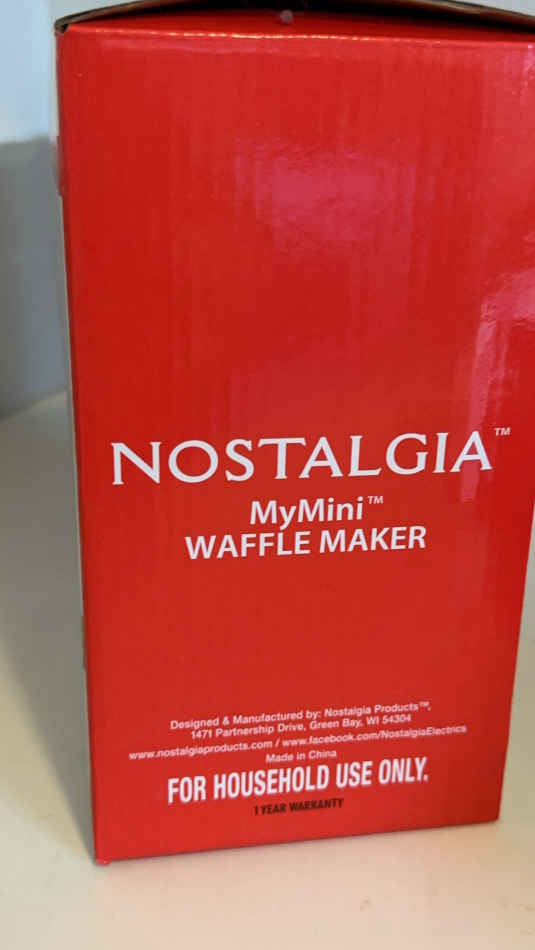 NOSTALGIA™
MyMini™
WAFFLE MAKER
Designed & Manufactured by: Nostalgia Products™,
1471 Partnership Drive, Green Bay, WI 54304
www.nostalgiaproducts.com / www.facebook.com/NostalgiaElectrics
Made in China
FOR HOUSEHOLD USE ONLY.
1 YEAR WARRANTY